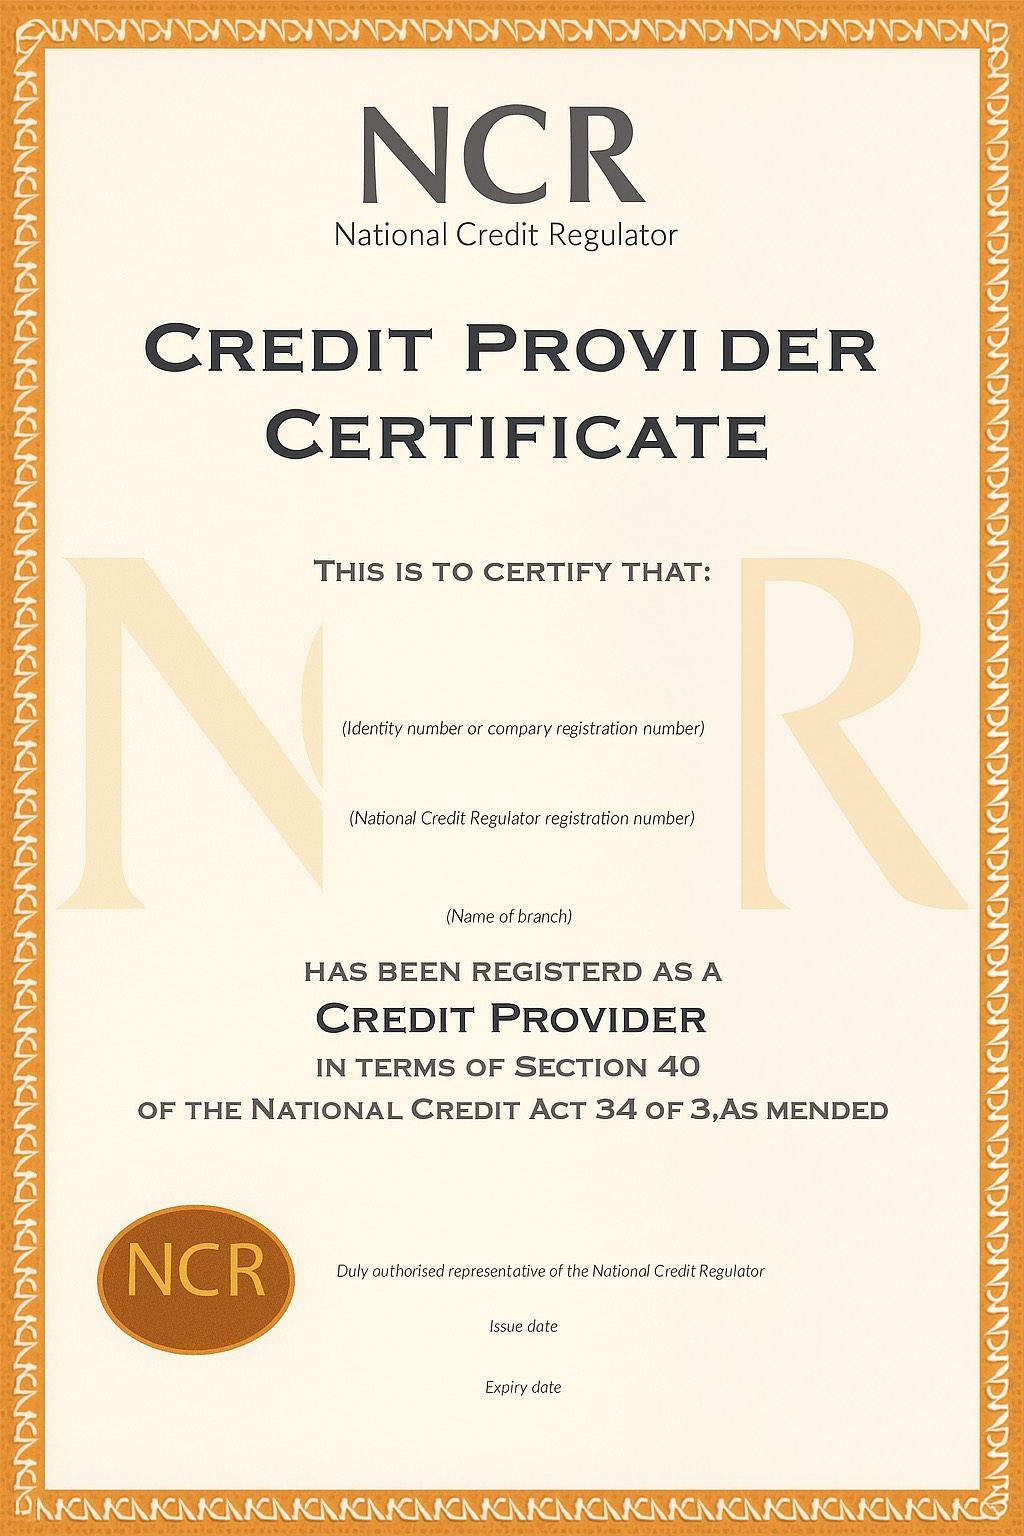 NCR
National Credit Regulator
CREDIT PROVI DER
CERTIFICATE
THIS IS TO CERTIFY THAT:
N R
(Identity number or compary registration number)
(National Credit Regulator registration number)
(Name of branch)
HAS BEEN REGISTERD AS A
CREDIT PROVIDER
IN TERMS OF SECTION 40
OF THE NATIONAL CREDIT ACT 34 OF 3,AS MENDED
NCR
Duly authorised representative of the National Credit Regulator
Issue date
Expiry date